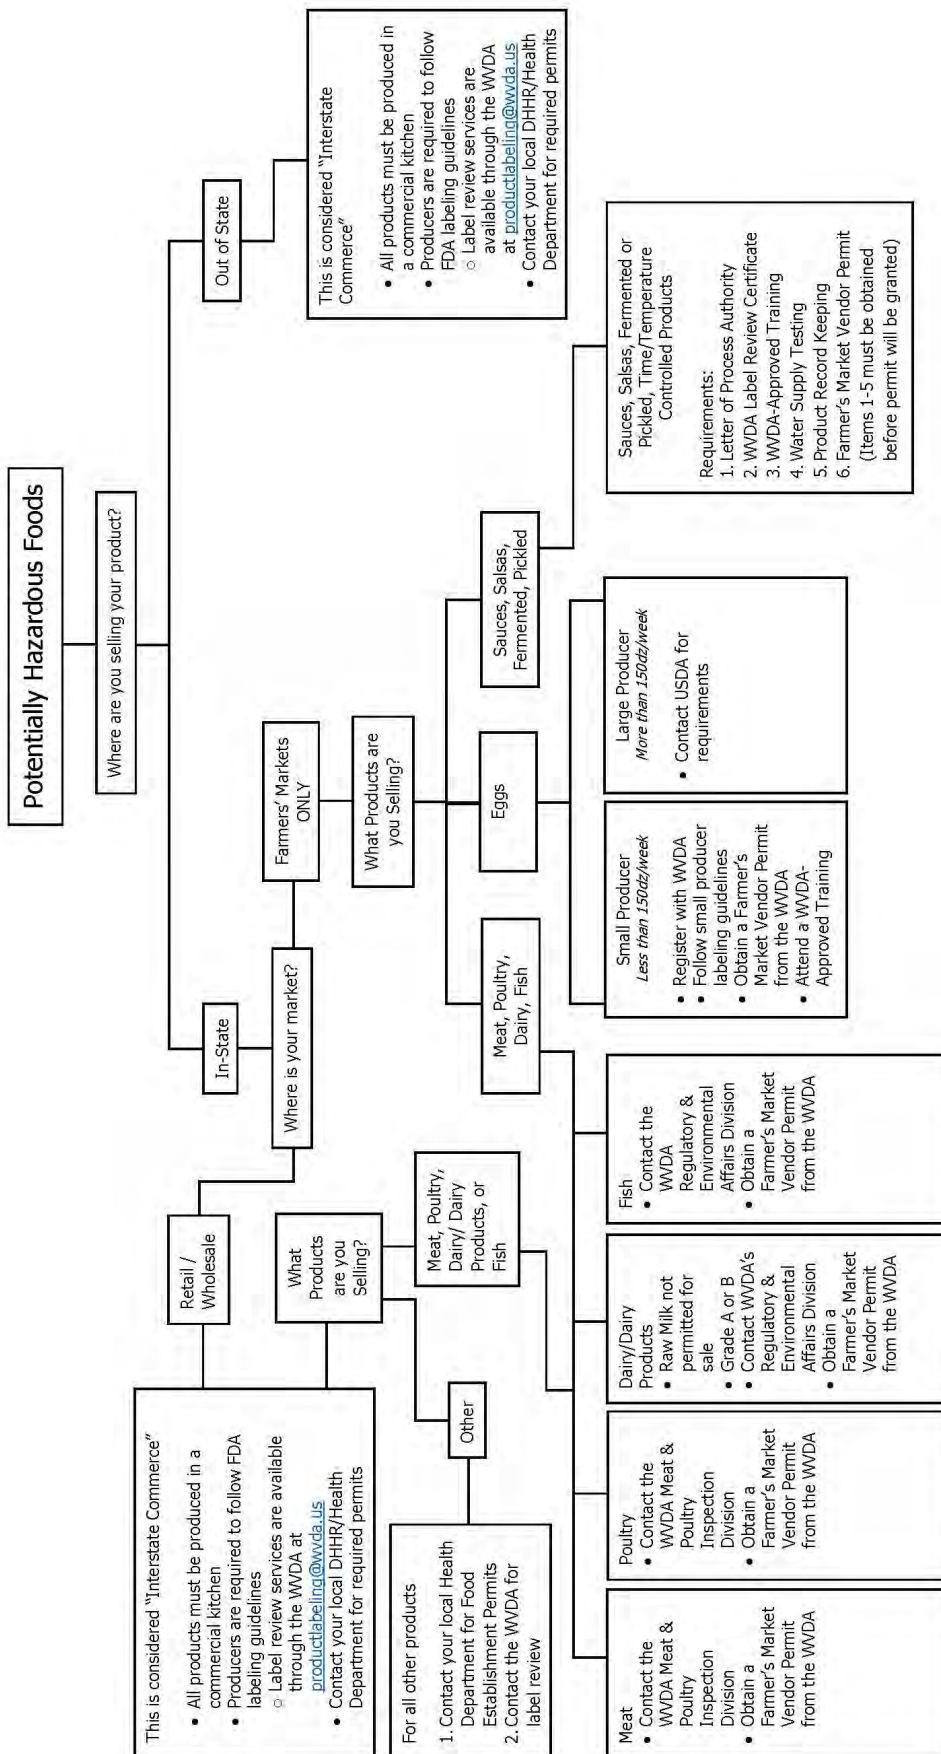 Potentially Hazardous Foods
Where are you selling your product?
In-State
Out of State
This is considered "Interstate
Commerce"
• All products must be produced in
a commercial kitchen
• Producers are required to follow
FDA labeling guidelines
○ Label review services are
available through the WVDA
at productlabeling@wvda.us
• Contact your local DHHR/Health
Department for required permits
Where is your market?
Retail /
Wholesale
Farmers' Markets
ONLY
This is considered "Interstate Commerce"
• All products must be produced in a
commercial kitchen
• Producers are required to follow FDA
labeling guidelines
○ Label review services are available
through the WVDA at
productlabeling@wvda.us
• Contact your local DHHR/Health
Department for required permits
What
Products
are you
Selling?
Other
For all other products
1. Contact your local Health
Department for Food
Establishment Permits
2. Contact the WVDA for
label review
Meat, Poultry,
Dairy/ Dairy
Products, or
Fish
What Products are
you Selling?
Meat, Poultry,
Dairy, Fish
Eggs
Sauces, Salsas,
Fermented, Pickled
Meat
• Contact the
WVDA Meat &
Poultry
Inspection
Division
• Obtain a
Farmer's Market
Vendor Permit
from the WVDA
Poultry
• Contact the
WVDA Meat &
Poultry
Inspection
Division
• Obtain a
Farmer's Market
Vendor Permit
from the WVDA
Dairy/Dairy
Products
• Raw Milk not
permitted for
sale
• Grade A or B
• Contact WVDA's
Regulatory &
Environmental
Affairs Division
• Obtain a
Farmer's Market
Vendor Permit
from the WVDA
Fish
• Contact the
WVDA
Regulatory &
Environmental
Affairs Division
• Obtain a
Farmer's Market
Vendor Permit
from the WVDA
Small Producer
Less than 150dz/week
• Register with WVDA
• Follow small producer
labeling guidelines
• Obtain a Farmer's
Market Vendor Permit
from the WVDA
• Attend a WVDA-
Approved Training
Large Producer
More than 150dz/week
• Contact USDA for
requirements
Sauces, Salsas, Fermented or
Pickled, Time/Temperature
Controlled Products
Requirements:
1. Letter of Process Authority
2. WVDA Label Review Certificate
3. WVDA-Approved Training
4. Water Supply Testing
5. Product Record Keeping
6. Farmer's Market Vendor Permit
(Items 1-5 must be obtained
before permit will be granted)